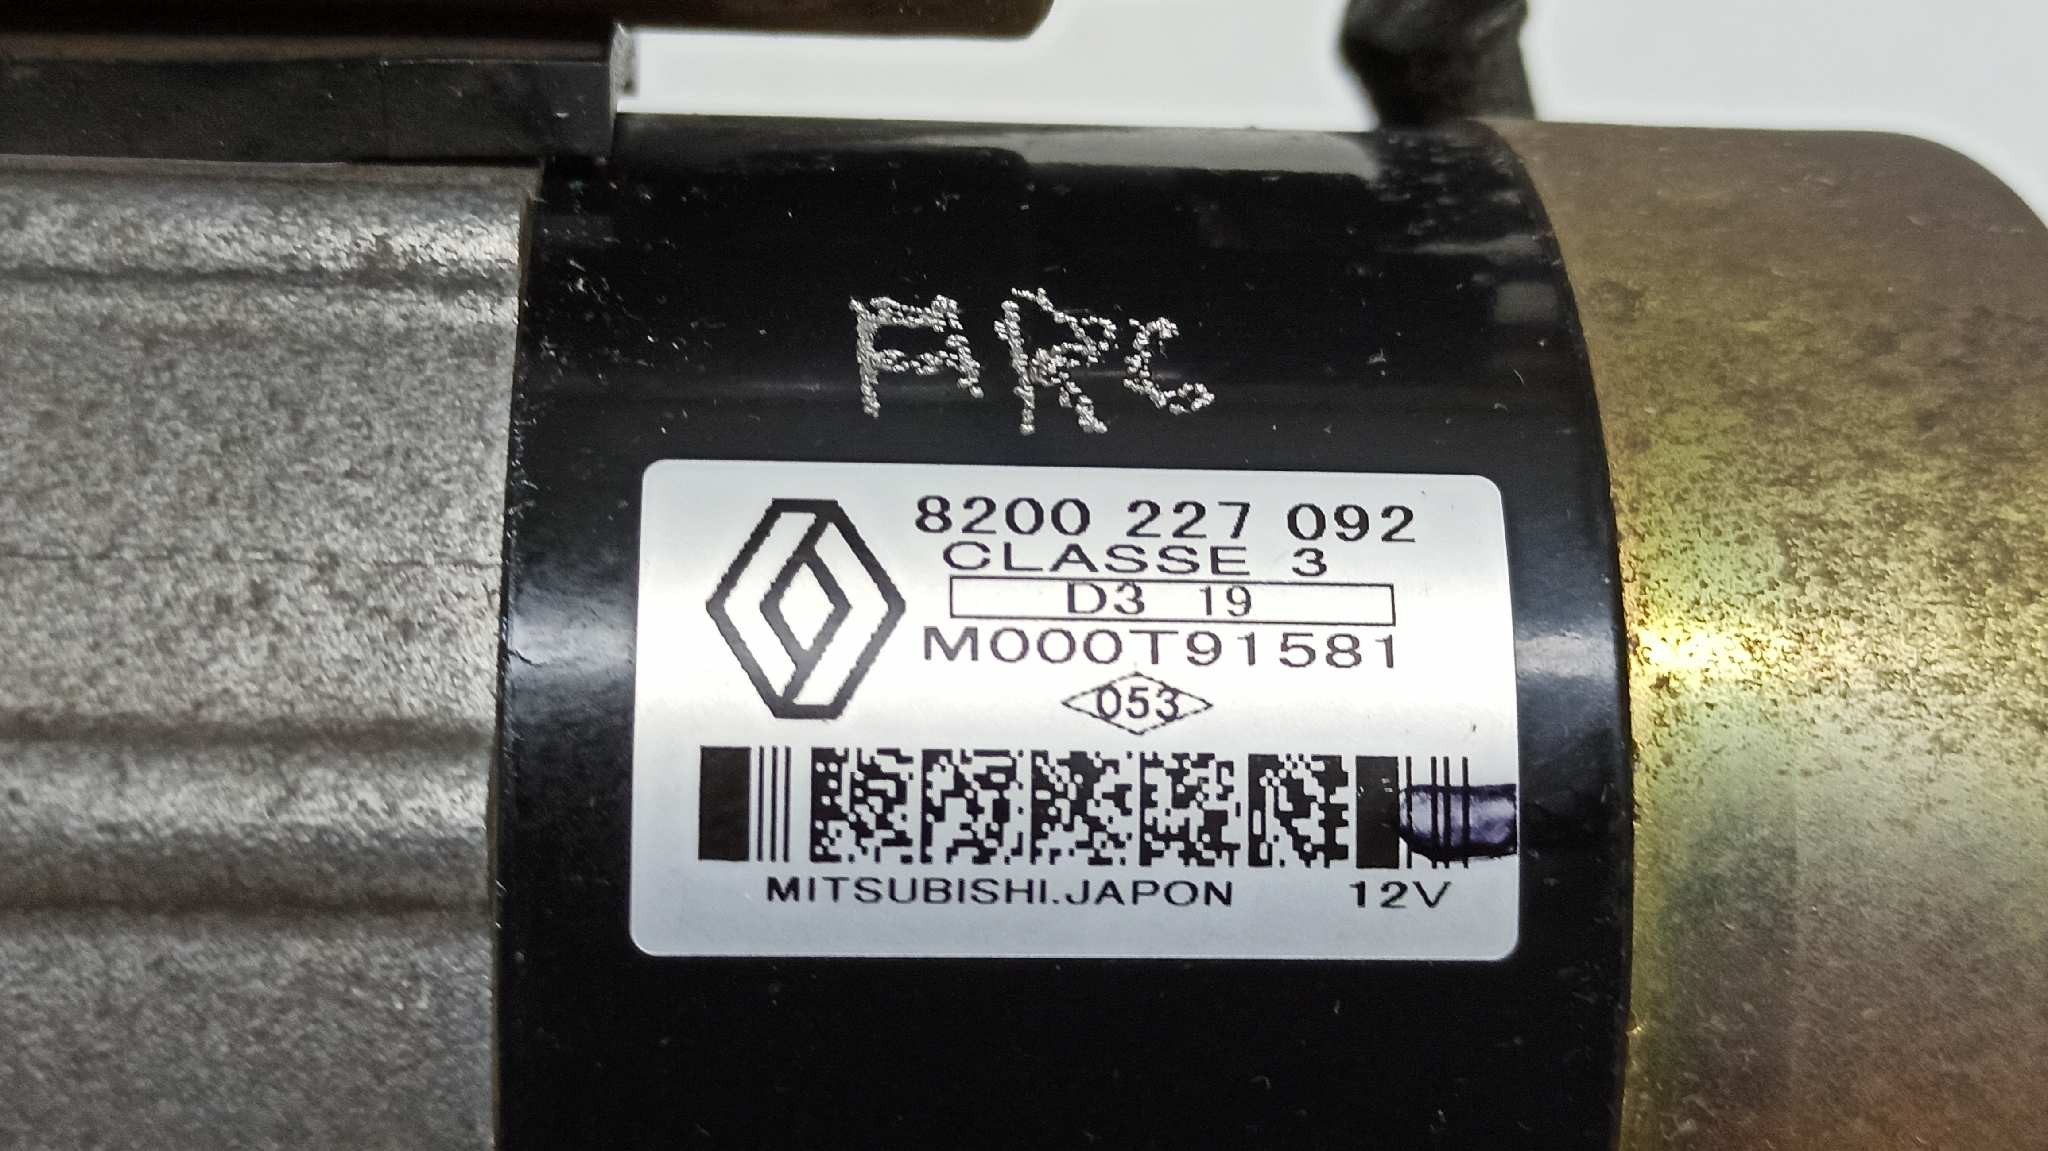 ARC
8200 227 092
CLASSE 3
D3 19
M000T91581
053
MITSUBISHI.JAPON 12V